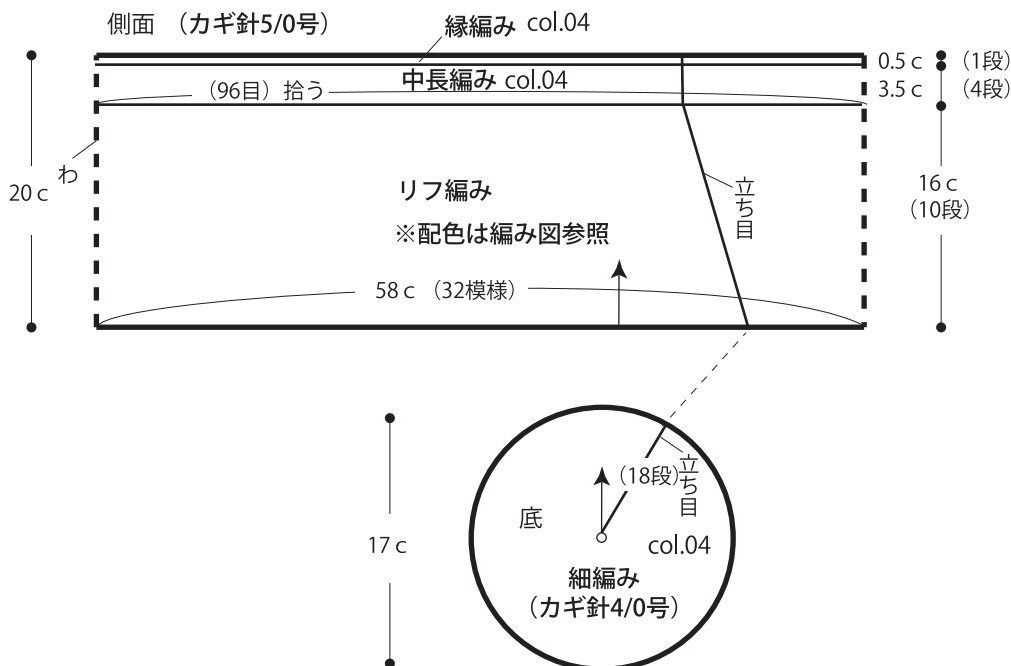 側面 （カギ針5/0号）
縁編み col.04
0.5 c （1段）
中長編み col.04
3.5 c （4段）
（96目）拾う
わ
20 c
リフ編み
※配色は編み図参照
立ち目
16 c
（10段）
58 c （32模様）
（18段）
立ち目
底
17 c
col.04
細編み
（カギ針4/0号）